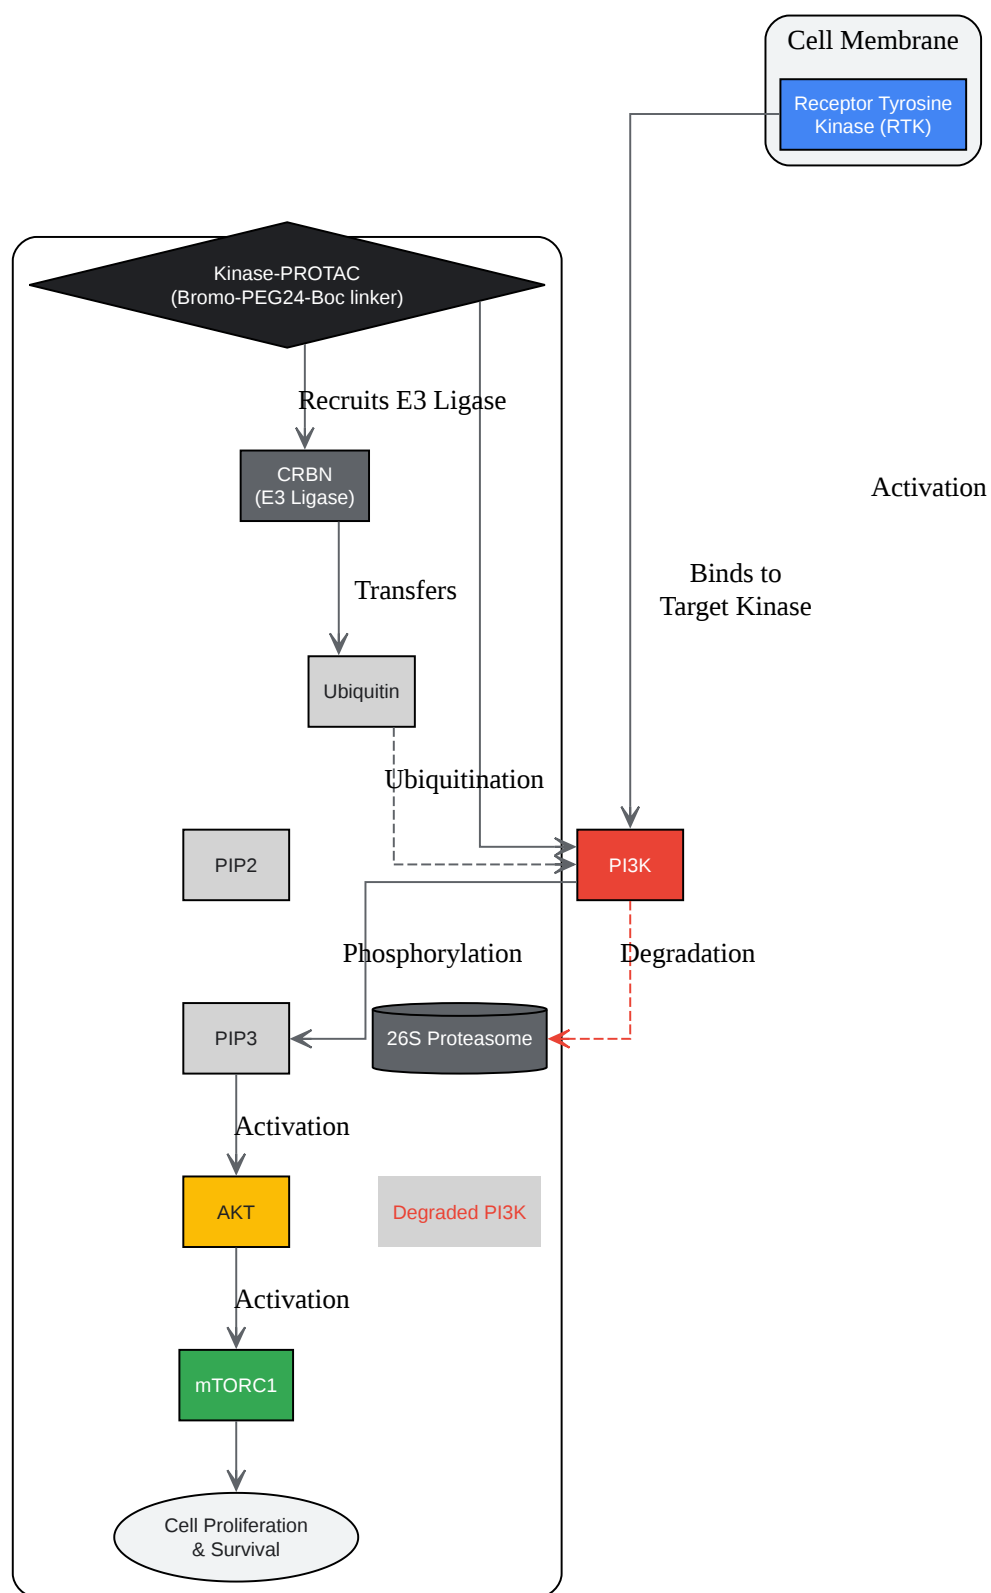 Cell Membrane
Receptor Tyrosine
Kinase (RTK)
Kinase-PROTAC
(Bromo-PEG24-Boc linker)
Recruits E3 Ligase
CRBN
(E3 Ligase)
Activation
Binds to
Target Kinase
Transfers
Ubiquitin
Ubiquitination
PIP2
PI3K
Phosphorylation
Degradation
PIP3
26S Proteasome
Activation
AKT
Degraded PI3K
Activation
mTORC1
Cell Proliferation
& Survival